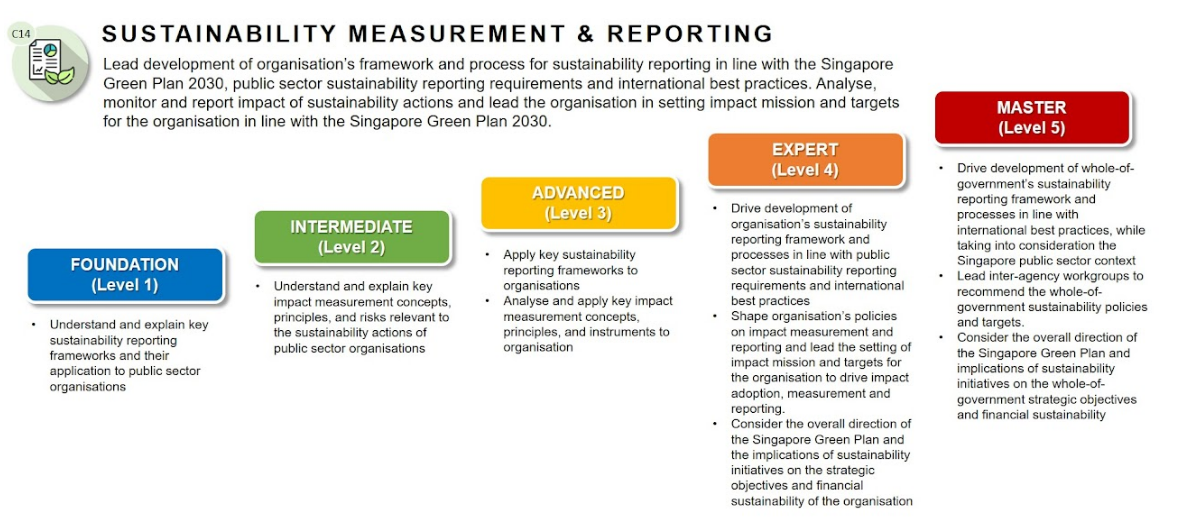 C14
SUSTAINABILITY MEASUREMENT & REPORTING
Lead development of organisation's framework and process for sustainability reporting in line with the Singapore
Green Plan 2030, public sector sustainability reporting requirements and international best practices. Analyse,
monitor and report impact of sustainability actions and lead the organisation in setting impact mission and targets
for the organisation in line with the Singapore Green Plan 2030.
FOUNDATION
(Level 1)
• Understand and explain key
sustainability reporting
frameworks and their
application to public sector
organisations
INTERMEDIATE
(Level 2)
• Understand and explain key
impact measurement concepts,
principles, and risks relevant to
the sustainability actions of
public sector organisations
ADVANCED
(Level 3)
• Apply key sustainability
reporting frameworks to
organisations
• Analyse and apply key impact
measurement concepts,
principles, and instruments to
organisation
EXPERT
(Level 4)
• Drive development of
organisation's sustainability
reporting framework and
processes in line with public
sector sustainability reporting
requirements and international
best practices
• Shape organisation's policies
on impact measurement and
reporting and lead the setting of
impact mission and targets for
the organisation to drive impact
adoption, measurement and
reporting.
• Consider the overall direction of
the Singapore Green Plan and
the implications of sustainability
initiatives on the strategic
objectives and financial
sustainability of the organisation
MASTER
(Level 5)
• Drive development of whole-of-
government's sustainability
reporting framework and
processes in line with
international best practices, while
taking into consideration the
Singapore public sector context
• Lead inter-agency workgroups to
recommend the whole-of-
government sustainability policies
and targets.
• Consider the overall direction of
the Singapore Green Plan and
implications of sustainability
initiatives on the whole-of-
government strategic objectives
and financial sustainability